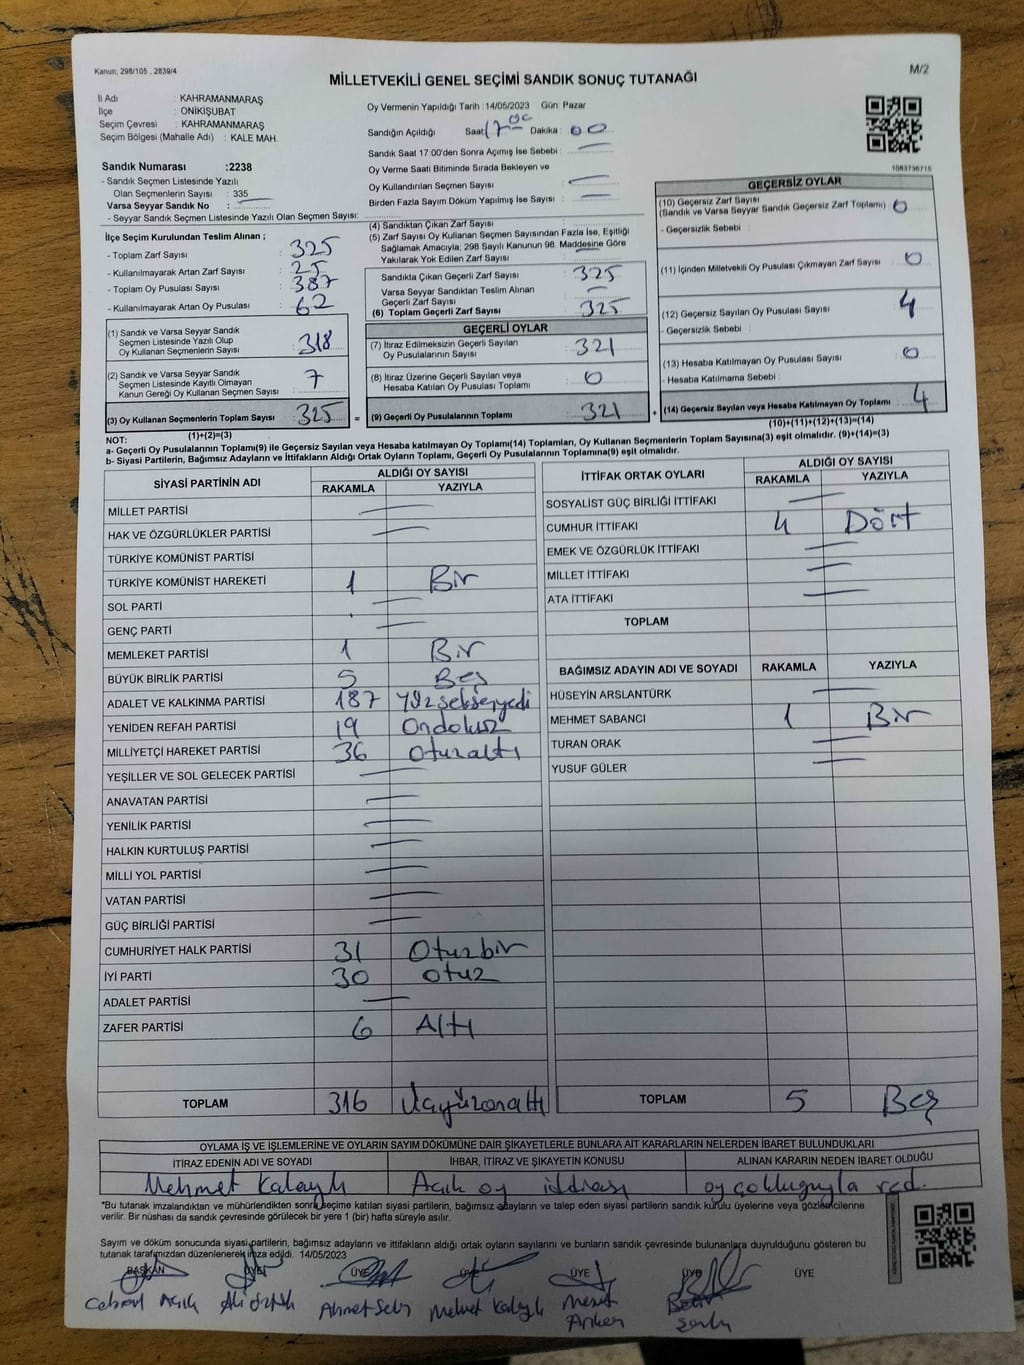 Kanun: 298/105 , 2839/4
M/2
MİLLETVEKİLİ GENEL SEÇİMİ SANDIK SONUÇ TUTANAĞI
İl Adı : KAHRAMANMARAŞ
İlçe : ONİKİŞUBAT
Seçim Çevresi : KAHRAMANMARAŞ
Seçim Bölgesi (Mahalle Adı) : KALE MAH.
Sandık Numarası :2238
- Sandık Seçmen Listesinde Yazılı
Olan Seçmenlerin Sayısı : 335
Varsa Seyyar Sandık No :
- Seyyar Sandık Seçmen Listesinde Yazılı Olan Seçmen Sayısı:
Oy Vermenin Yapıldığı Tarih : 14/05/2023 Gün: Pazar
Sandığın Açıldığı Saat 17 00 Dakika : 00
Sandık Saat 17:00'den Sonra Açımış İse Sebebi :
Oy Verme Saati Bitiminde Sırada Bekleyen ve
Oy Kullandırılan Seçmen Sayısı :
Birden Fazla Sayım Döküm Yapılmış İse Sayısı :
1063736715
İlçe Seçim Kurulundan Teslim Alınan ;
- Toplam Zarf Sayısı : 325
- Kullanılmayarak Artan Zarf Sayısı : 25
- Toplam Oy Pusulası Sayısı : 387
- Kullanılmayarak Artan Oy Pusulası : 62
(1) Sandık ve Varsa Seyyar Sandık
Seçmen Listesinde Yazılı Olup
Oy Kullanan Seçmenlerin Sayısı : 318
(2) Sandık ve Varsa Seyyar Sandık
Seçmen Listesinde Kayıtlı Olmayan
Kanun Gereği Oy Kullanan Seçmen Sayısı : 7
(3) Oy Kullanan Seçmenlerin Toplam Sayısı : 325 =
(1)+(2)=(3)
(4) Sandıktan Çıkan Zarf Sayısı :
(5) Zarf Sayısı Oy Kullanan Seçmen Sayısından Fazla İse, Eşitliği
Sağlamak Amacıyla; 298 Sayılı Kanunun 98. Maddesine Göre
Yakılarak Yok Edilen Zarf Sayısı :
Sandıkta Çıkan Geçerli Zarf Sayısı : 325
Varsa Seyyar Sandıktan Teslim Alınan
Geçerli Zarf Sayısı :
(6) Toplam Geçerli Zarf Sayısı : 325
GEÇERLİ OYLAR
(7) İtiraz Edilmeksizin Geçerli Sayılan
Oy Pusulalarının Sayısı : 321
(8) İtiraz Üzerine Geçerli Sayılan veya
Hesaba Katılan Oy Pusulası Toplamı : 0
(9) Geçerli Oy Pusulalarının Toplamı : 321 +
GEÇERSİZ OYLAR
(10) Geçersiz Zarf Sayısı
(Sandık ve Varsa Seyyar Sandık Geçersiz Zarf Toplamı) : 0
- Geçersizlik Sebebi :
(11) İçinden Milletvekili Oy Pusulası Çıkmayan Zarf Sayısı : 0
(12) Geçersiz Sayılan Oy Pusulası Sayısı : 4
- Geçersizlik Sebebi :
(13) Hesaba Katılmayan Oy Pusulası Sayısı : 0
- Hesaba Katılmama Sebebi :
(14) Geçersiz Sayılan veya Hesaba Katılmayan Oy Toplamı : 4
(10)+(11)+(12)+(13)=(14)
NOT:
a- Geçerli Oy Pusulalarının Toplamı(9) ile Geçersiz Sayılan veya Hesaba katılmayan Oy Toplamı(14) Toplamları, Oy Kullanan Seçmenlerin Toplam Sayısına(3) eşit olmalıdır. (9)+(14)=(3)
b- Siyasi Partilerin, Bağımsız Adayların ve İttifakların Aldığı Ortak Oyların Toplamı, Geçerli Oy Pusulalarının Toplamına(9) eşit olmalıdır.
SİYASİ PARTİNİN ADI ALDIĞI OY SAYISI
RAKAMLA YAZIYLA
MİLLET PARTİSİ
HAK VE ÖZGÜRLÜKLER PARTİSİ
TÜRKİYE KOMÜNİST PARTİSİ
TÜRKİYE KOMÜNİST HAREKETİ 1 Bir
SOL PARTİ
GENÇ PARTİ
MEMLEKET PARTİSİ 1 Bir
BÜYÜK BİRLİK PARTİSİ 5 Beş
ADALET VE KALKINMA PARTİSİ 187 Yüzseksenyedi
YENİDEN REFAH PARTİSİ 19 Ondokuz
MİLLİYETÇİ HAREKET PARTİSİ 36 Otuzaltı
YEŞİLLER VE SOL GELECEK PARTİSİ
ANAVATAN PARTİSİ
YENİLİK PARTİSİ
HALKIN KURTULUŞ PARTİSİ
MİLLİ YOL PARTİSİ
VATAN PARTİSİ
GÜÇ BİRLİĞİ PARTİSİ
CUMHURİYET HALK PARTİSİ 31 Otuzbir
İYİ PARTİ 30 Otuz
ADALET PARTİSİ
ZAFER PARTİSİ 6 Altı
TOPLAM 316 Üçyüzonaltı
İTTİFAK ORTAK OYLARI ALDIĞI OY SAYISI
RAKAMLA YAZIYLA
SOSYALİST GÜÇ BİRLİĞİ İTTİFAKI
CUMHUR İTTİFAKI 4 Dört
EMEK VE ÖZGÜRLÜK İTTİFAKI
MİLLET İTTİFAKI
ATA İTTİFAKI
TOPLAM
BAĞIMSIZ ADAYIN ADI VE SOYADI RAKAMLA YAZIYLA
HÜSEYİN ARSLANTÜRK
MEHMET SABANCI 1 Bir
TURAN ORAK
YUSUF GÜLER
TOPLAM 5 Beş
OYLAMA İŞ VE İŞLEMLERİNE VE OYLARIN SAYIM DÖKÜMÜNE DAİR ŞİKAYETLERLE BUNLARA AİT KARARLARIN NELERDEN İBARET BULUNDUKLARI
İTİRAZ EDENİN ADI VE SOYADI İHBAR, İTİRAZ VE ŞİKAYETİN KONUSU ALINAN KARARIN NEDEN İBARET OLDUĞU
Mehmet Kalaylı Açık oy iddiası oy çokluğuyla red.
*Bu tutanak imzalandıktan ve mühürlendikten sonra seçime katılan siyasi partilerin, bağımsız adayların ve talep eden siyasi partilerin sandık kurulu üyelerine veya gözlemcilerine
verilir. Bir nüshası da sandık çevresinde görülecek bir yere 1 (bir) hafta süreyle asılır.
Sayım ve döküm sonucunda siyasi partilerin, bağımsız adayların ve ittifakların aldığı ortak oyların sayılarını ve bunların sandık çevresinde bulunanlara duyrulduğunu gösteren bu
tutanak tarafımızdan düzenlenerek imza edildi. 14/05/2023
BAŞKAN ÜYE ÜYE ÜYE ÜYE ÜYE
Açık Ali Öztürk Ahmet Mehmet Kalaylı